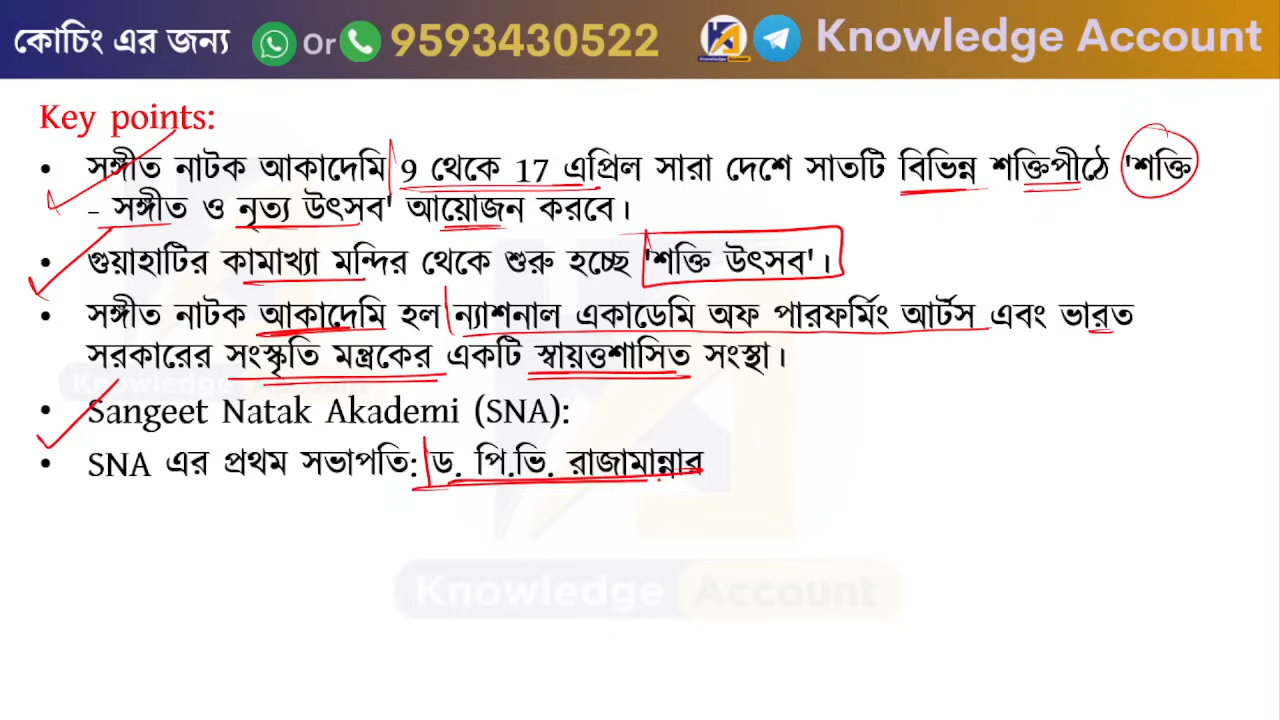 কোচিং এর জন্য Or 9593430522 Knowledge Account
Key points:
• সঙ্গীত নাটক আকাদেমি 9 থেকে 17 এপ্রিল সারা দেশে সাতটি বিভিন্ন শক্তিপীঠে 'শক্তি
- সঙ্গীত ও নৃত্য উৎসব' আয়োজন করবে।
• গুয়াহাটির কামাখ্যা মন্দির থেকে শুরু হচ্ছে 'শক্তি উৎসব'।
• সঙ্গীত নাটক আকাদেমি হল ন্যাশনাল একাডেমি অফ পারফর্মিং আর্টস এবং ভারত
সরকারের সংস্কৃতি মন্ত্রকের একটি স্বায়ত্তশাসিত সংস্থা।
• Sangeet Natak Akademi (SNA):
• SNA এর প্রথম সভাপতি: ড. পি.ভি. রাজামান্নার
Knowledge Account